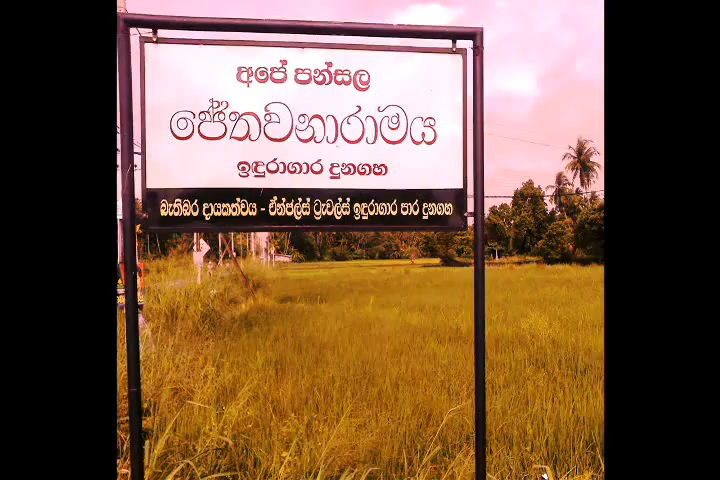 අපේ පන්සල
ජේතවනාරාමය
ඉඳුරාගාර දුනගහ
බැතිබර දායකත්වය - ඒන්ජල්ස් ට්‍රැවල්ස් ඉඳුරාගාර පාර දුනගහ